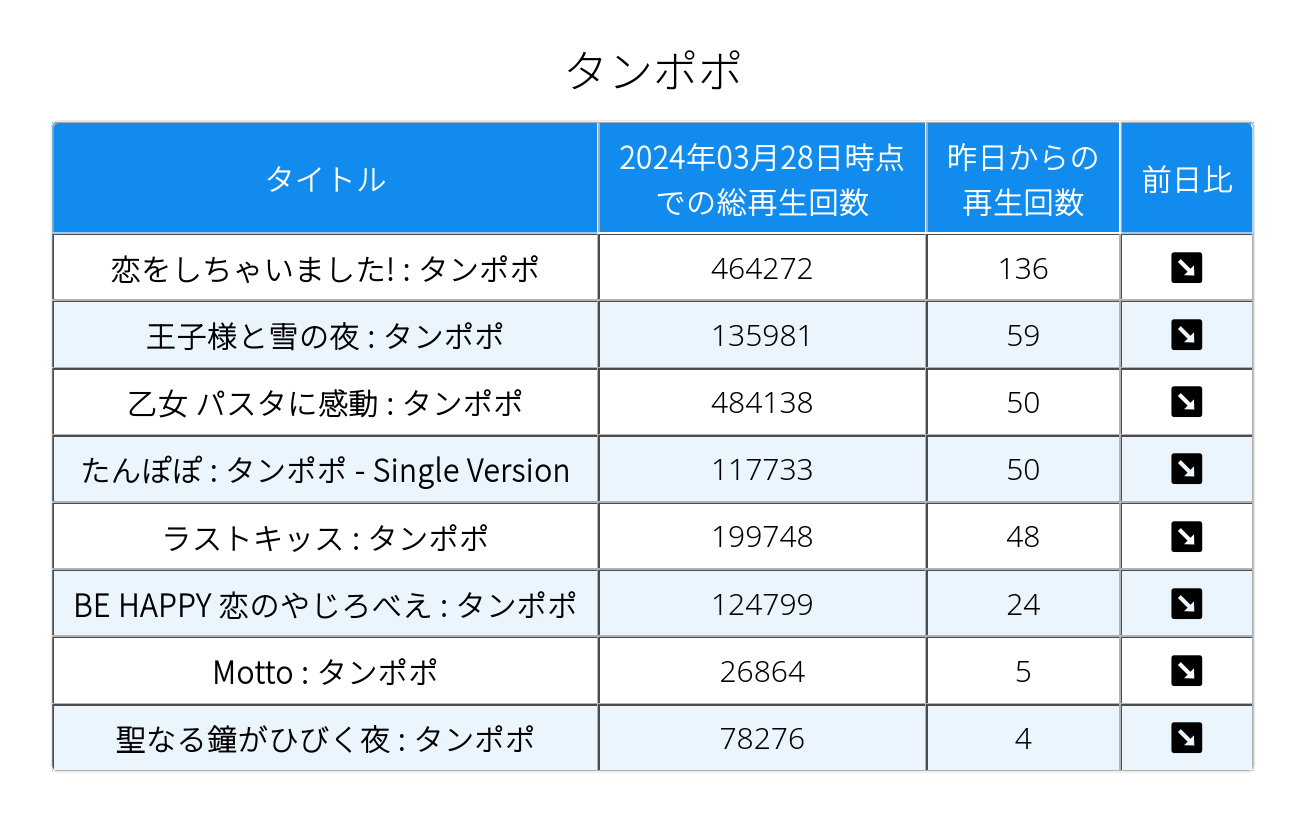 タンポポ
タイトル
2024年03月28日時点
での総再生回数
昨日からの
再生回数
前日比
恋をしちゃいました! : タンポポ 464272 136 ↘
王子様と雪の夜 : タンポポ 135981 59 ↘
乙女 パスタに感動 : タンポポ 484138 50 ↘
たんぽぽ : タンポポ - Single Version 117733 50 ↘
ラストキッス : タンポポ 199748 48 ↘
BE HAPPY 恋のやじろべえ : タンポポ 124799 24 ↘
Motto : タンポポ 26864 5 ↘
聖なる鐘がひびく夜 : タンポポ 78276 4 ↘